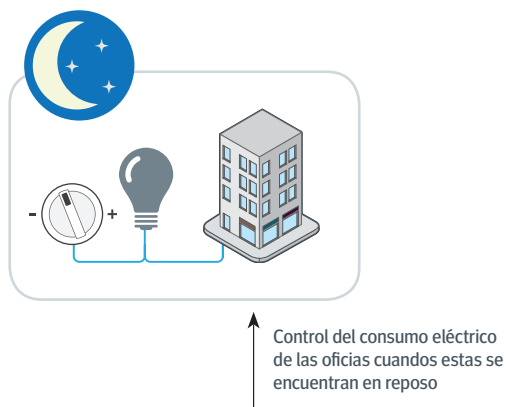 - +
Control del consumo eléctrico
de las oficias cuandos estas se
encuentran en reposo